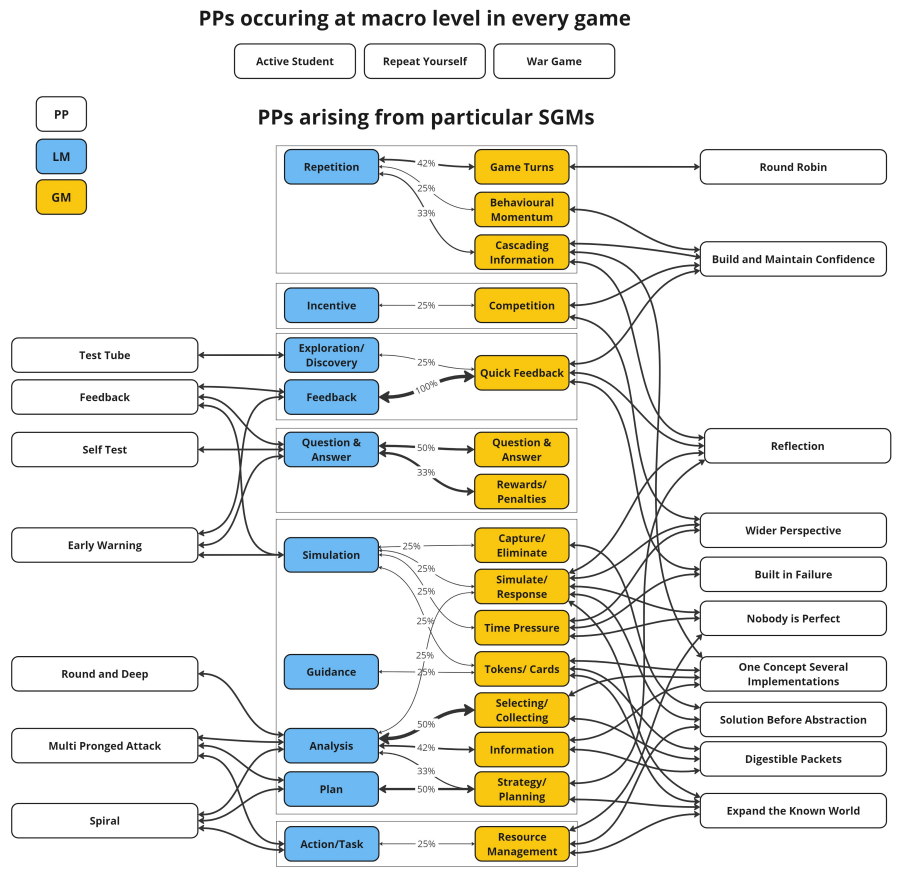 PPs occuring at macro level in every game
Active Student
Repeat Yourself
War Game
PP
LM
GM
PPs arising from particular SGMs
Repetition
42%
Game Turns
Round Robin
25%
Behavioural
Momentum
33%
Cascading
Information
Build and Maintain Confidence
Incentive
25%
Competition
Test Tube
Exploration/
Discovery
25%
Quick Feedback
Feedback
Feedback
100%
Self Test
Question &
Answer
50%
Question &
Answer
Reflection
33%
Rewards/
Penalties
Early Warning
Simulation
25%
Capture/
Eliminate
Wider Perspective
25%
Simulate/
Response
Built in Failure
25%
Time Pressure
Nobody is Perfect
25%
25%
Round and Deep
Guidance
25%
Tokens/ Cards
One Concept Several
Implementations
Selecting/
Collecting
Solution Before Abstraction
50%
Multi Pronged Attack
Analysis
42%
Information
Digestible Packets
33%
Plan
50%
Strategy/
Planning
Expand the Known World
Spiral
Action/Task
25%
Resource
Management